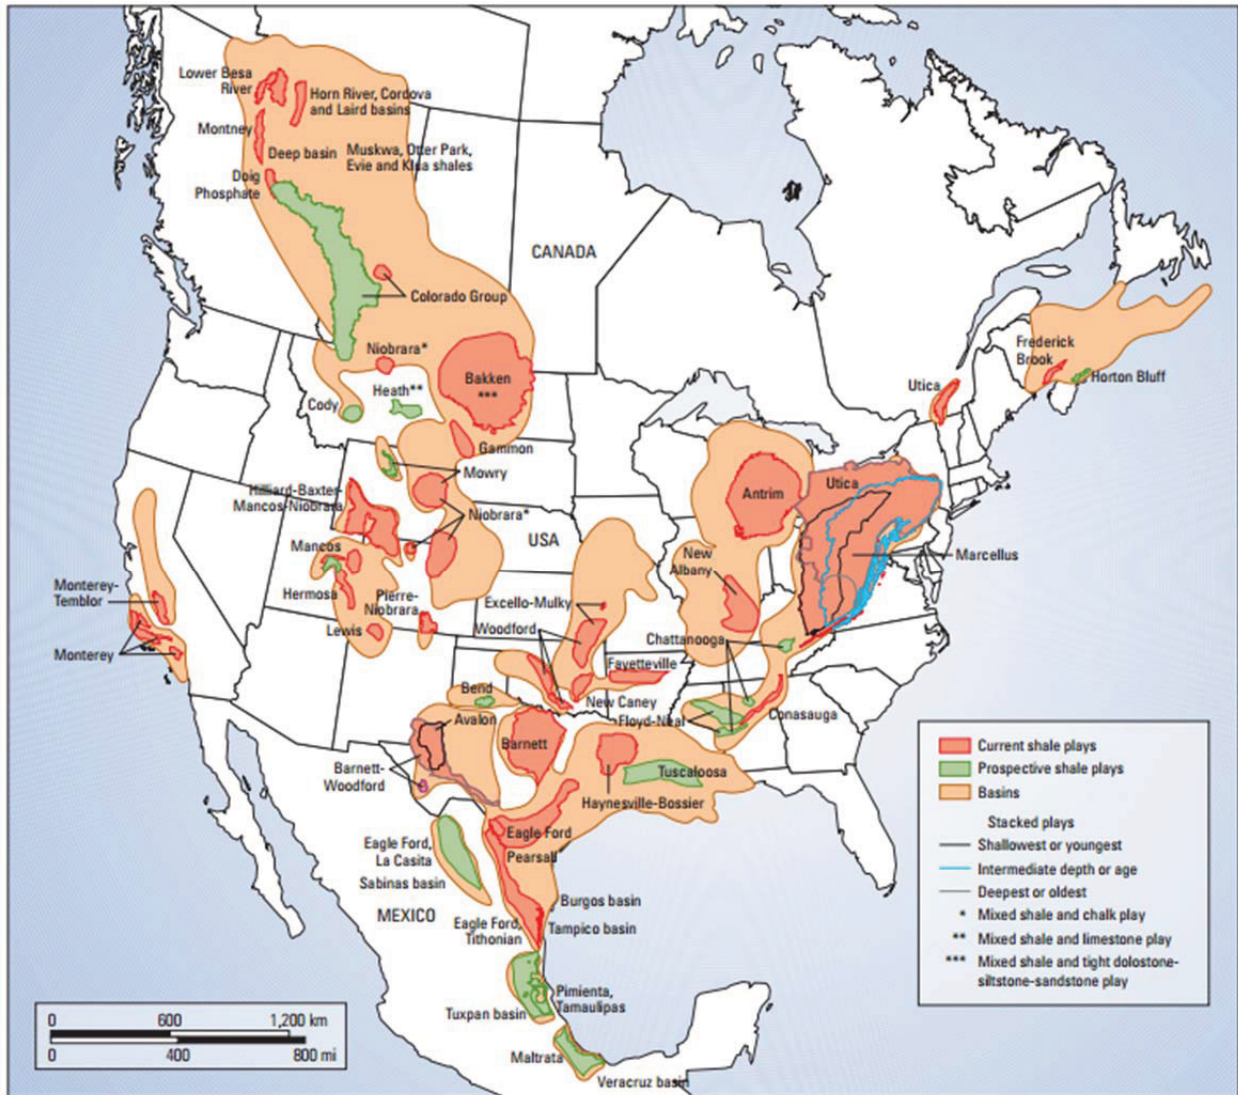 Lower Besa
River
Horn River, Cordova
and Laird basins
Montney
Deep basin
Muskwa, Otter Park,
Evie and Klua shales
Doig
Phosphate
CANADA
Colorado Group
Niobrara*
Bakken
***
Heath**
Cody
Gammon
Mowry
Frederick
Brook
Horton Bluff
Utica
Hilliard-Baxter-
Mancos-Niobrara
Niobrara*
USA
Antrim
Utica
Marcellus
Mancos
New
Albany
Hermosa
Monterey-
Temblor
Pierre-
Niobrara
Excello-Mulky
Woodford
Lewis
Monterey
Chattanooga
Fayetteville
Bend
New Caney
Floyd-Neal
Conasauga
Avalon
Barnett
Barnett-
Woodford
Tuscaloosa
Haynesville-Bossier
Eagle Ford
Pearsall
Eagle Ford,
La Casita
Sabinas basin
MEXICO
Burgos basin
Eagle Ford,
Tithonian
Tampico basin
Pimienta,
Tamaulipas
Tuxpan basin
Maltrata
Veracruz basin
Current shale plays
Prospective shale plays
Basins
Stacked plays
Shallowest or youngest
Intermediate depth or age
Deepest or oldest
* Mixed shale and chalk play
** Mixed shale and limestone play
*** Mixed shale and tight dolostone-
siltstone-sandstone play
0 600 1,200 km
0 400 800 mi